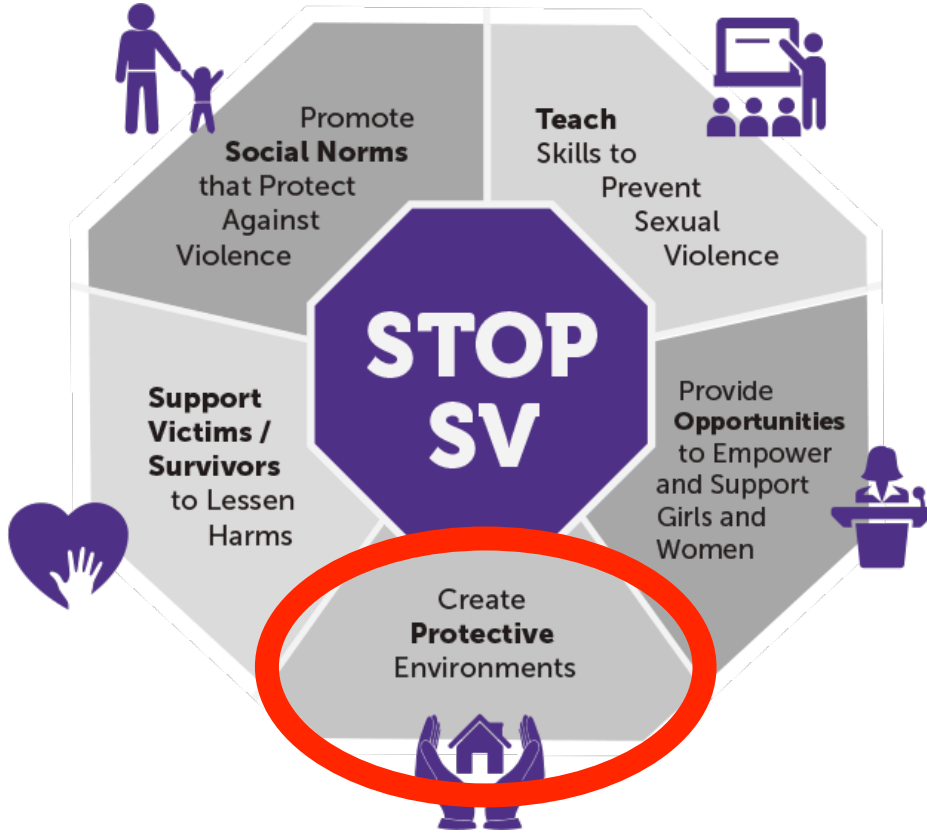 Promote
Social Norms
that Protect
Against
Violence
Teach
Skills to
Prevent
Sexual
Violence
STOP
SV
Support
Victims /
Survivors
to Lessen
Harms
Provide
Opportunities
to Empower
and Support
Girls and
Women
Create
Protective
Environments